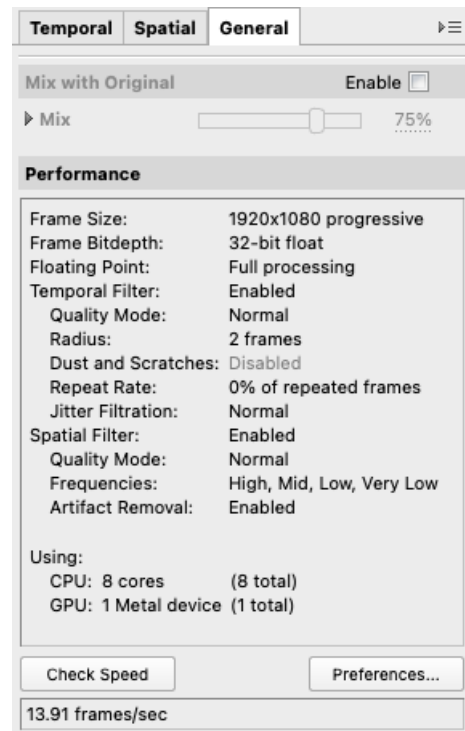 Temporal Spatial General
Mix with Original Enable
Mix 75%
Performance
Frame Size: 1920x1080 progressive
Frame Bitdepth: 32-bit float
Floating Point: Full processing
Temporal Filter: Enabled
Quality Mode: Normal
Radius: 2 frames
Dust and Scratches: Disabled
Repeat Rate: 0% of repeated frames
Jitter Filtration: Normal
Spatial Filter: Enabled
Quality Mode: Normal
Frequencies: High, Mid, Low, Very Low
Artifact Removal: Enabled
Using:
CPU: 8 cores (8 total)
GPU: 1 Metal device (1 total)
Check Speed Preferences...
13.91 frames/sec